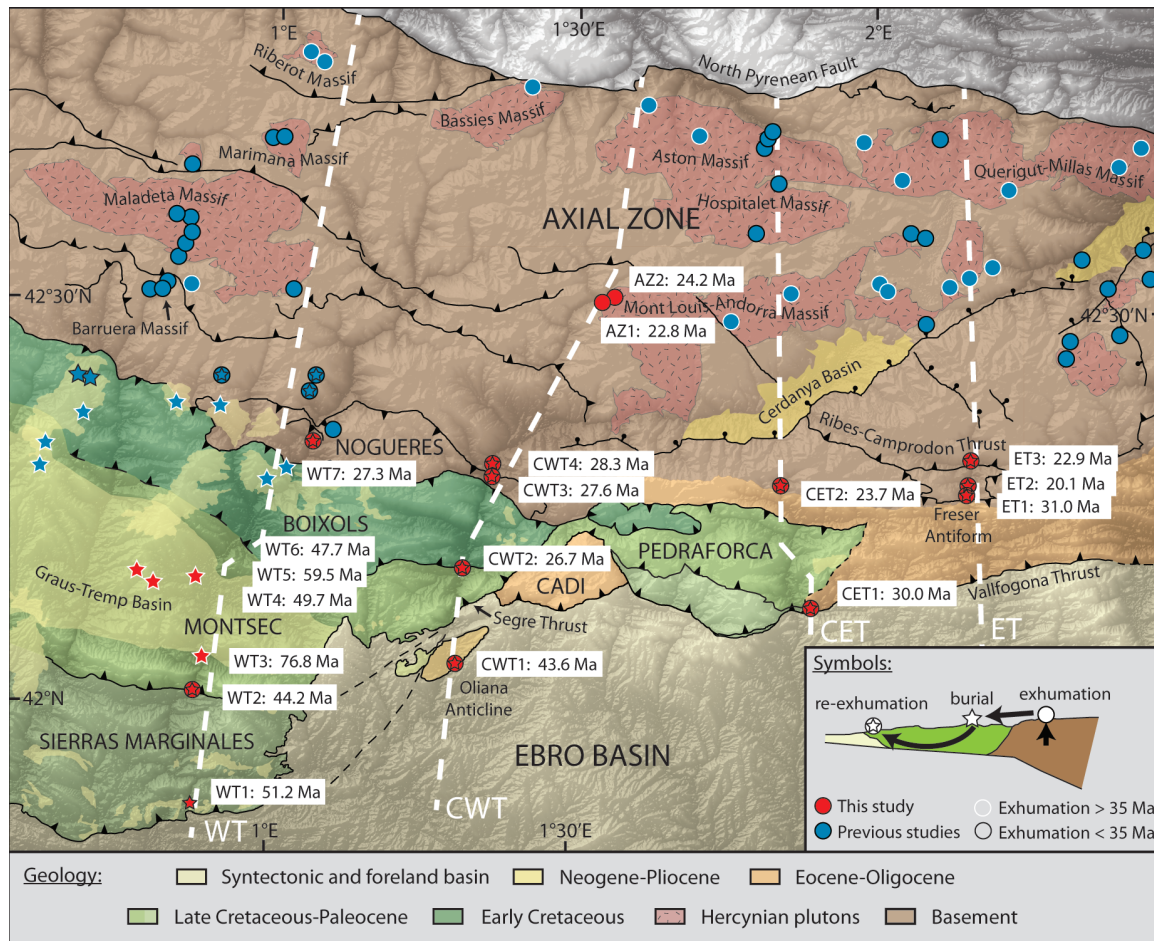 1°E
1°30'E
2°E
North Pyrenean Fault
Riberot Massif
Bassies Massif
Marimana Massif
Aston Massif
Querigut-Millas Massif
Maladeta Massif
Hospitalet Massif
AXIAL ZONE
42°30'N
AZ2: 24.2 Ma
Mont Louis-Andorra Massif
42°30'N
Barruera Massif
AZ1: 22.8 Ma
Cerdanya Basin
Ribes-Camprodon Thrust
NOGUERES
CWT4: 28.3 Ma
ET3: 22.9 Ma
WT7: 27.3 Ma
CWT3: 27.6 Ma
CET2: 23.7 Ma
ET2: 20.1 Ma
ET1: 31.0 Ma
Freser
Antiform
BOIXOLS
WT6: 47.7 Ma
CWT2: 26.7 Ma
PEDRAFORCA
WT5: 59.5 Ma
CADI
Vallfogona Thrust
Graus-Tremp Basin
WT4: 49.7 Ma
CET1: 30.0 Ma
MONTSEC
Segre Thrust
CET
ET
WT3: 76.8 Ma
CWT1: 43.6 Ma
42°N
WT2: 44.2 Ma
Oliana
Anticline
SIERRAS MARGINALES
EBRO BASIN
WT1: 51.2 Ma
WT
CWT
1°E
1°30'E
Symbols:
re-exhumation
burial
exhumation
This study
Exhumation > 35 Ma
Previous studies
Exhumation < 35 Ma
Geology:
Syntectonic and foreland basin
Neogene-Pliocene
Eocene-Oligocene
Late Cretaceous-Paleocene
Early Cretaceous
Hercynian plutons
Basement